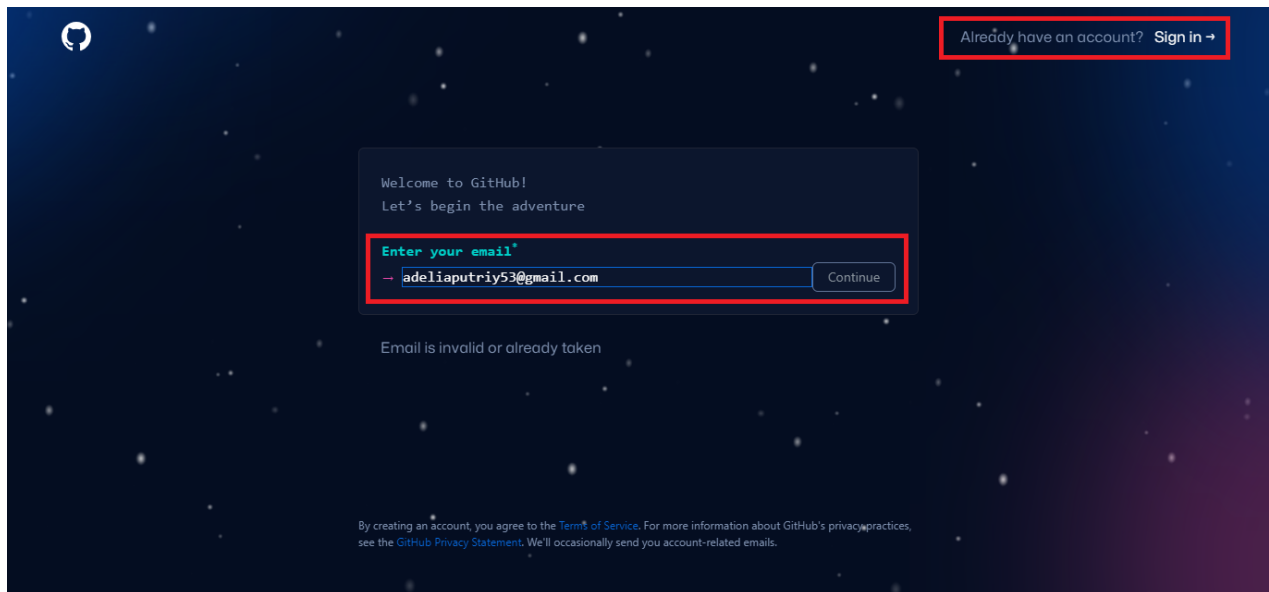 Already have an account? Sign in →
Welcome to GitHub!
Let’s begin the adventure
Enter your email*
→ adeliaputriy53@gmail.com Continue
Email is invalid or already taken
By creating an account, you agree to the Terms of Service. For more information about GitHub's privacy practices,
see the GitHub Privacy Statement. We'll occasionally send you account-related emails.